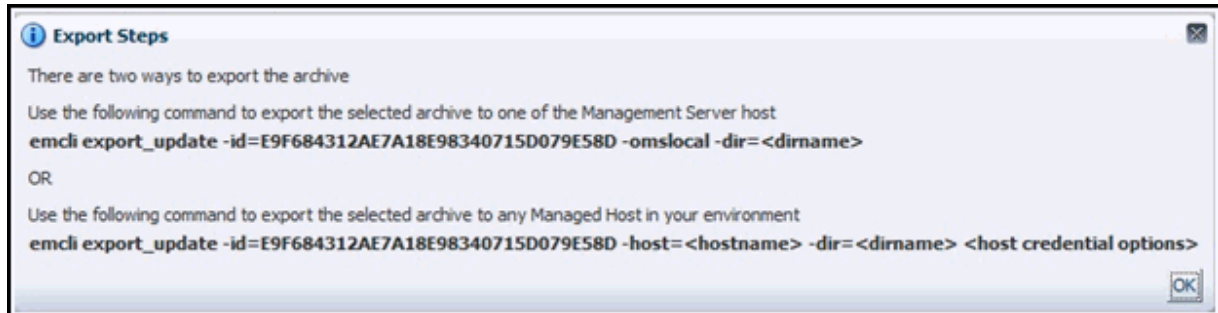 Export Steps
There are two ways to export the archive
Use the following command to export the selected archive to one of the Management Server host
emcli export_update -id=E9F684312AE7A18E98340715D079E58D -omslocal -dir=<dirname>
OR
Use the following command to export the selected archive to any Managed Host in your environment
emcli export_update -id=E9F684312AE7A18E98340715D079E58D -host=<hostname> -dir=<dirname> <host credential options>
OK